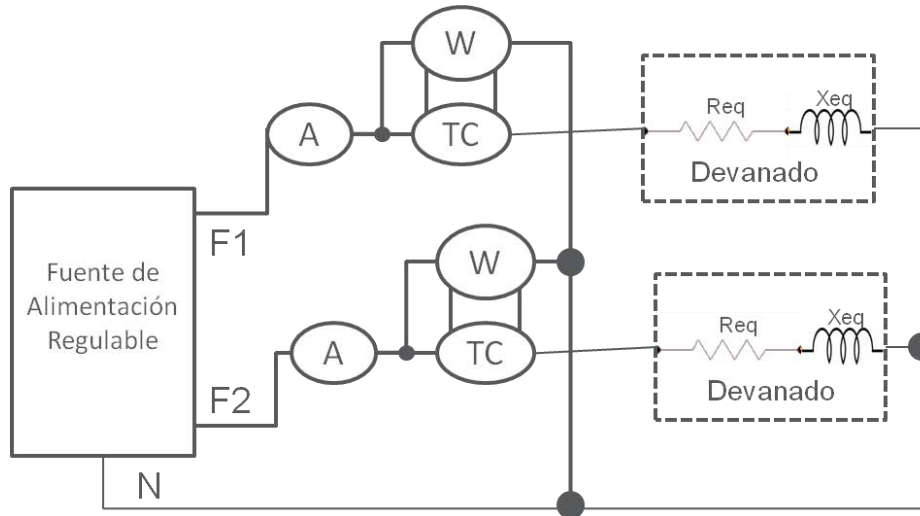 W
Req
Xeq
A
TC
Devanado
F1
Fuente de
Alimentación
Regulable
W
Req
Xeq
A
TC
Devanado
F2
N